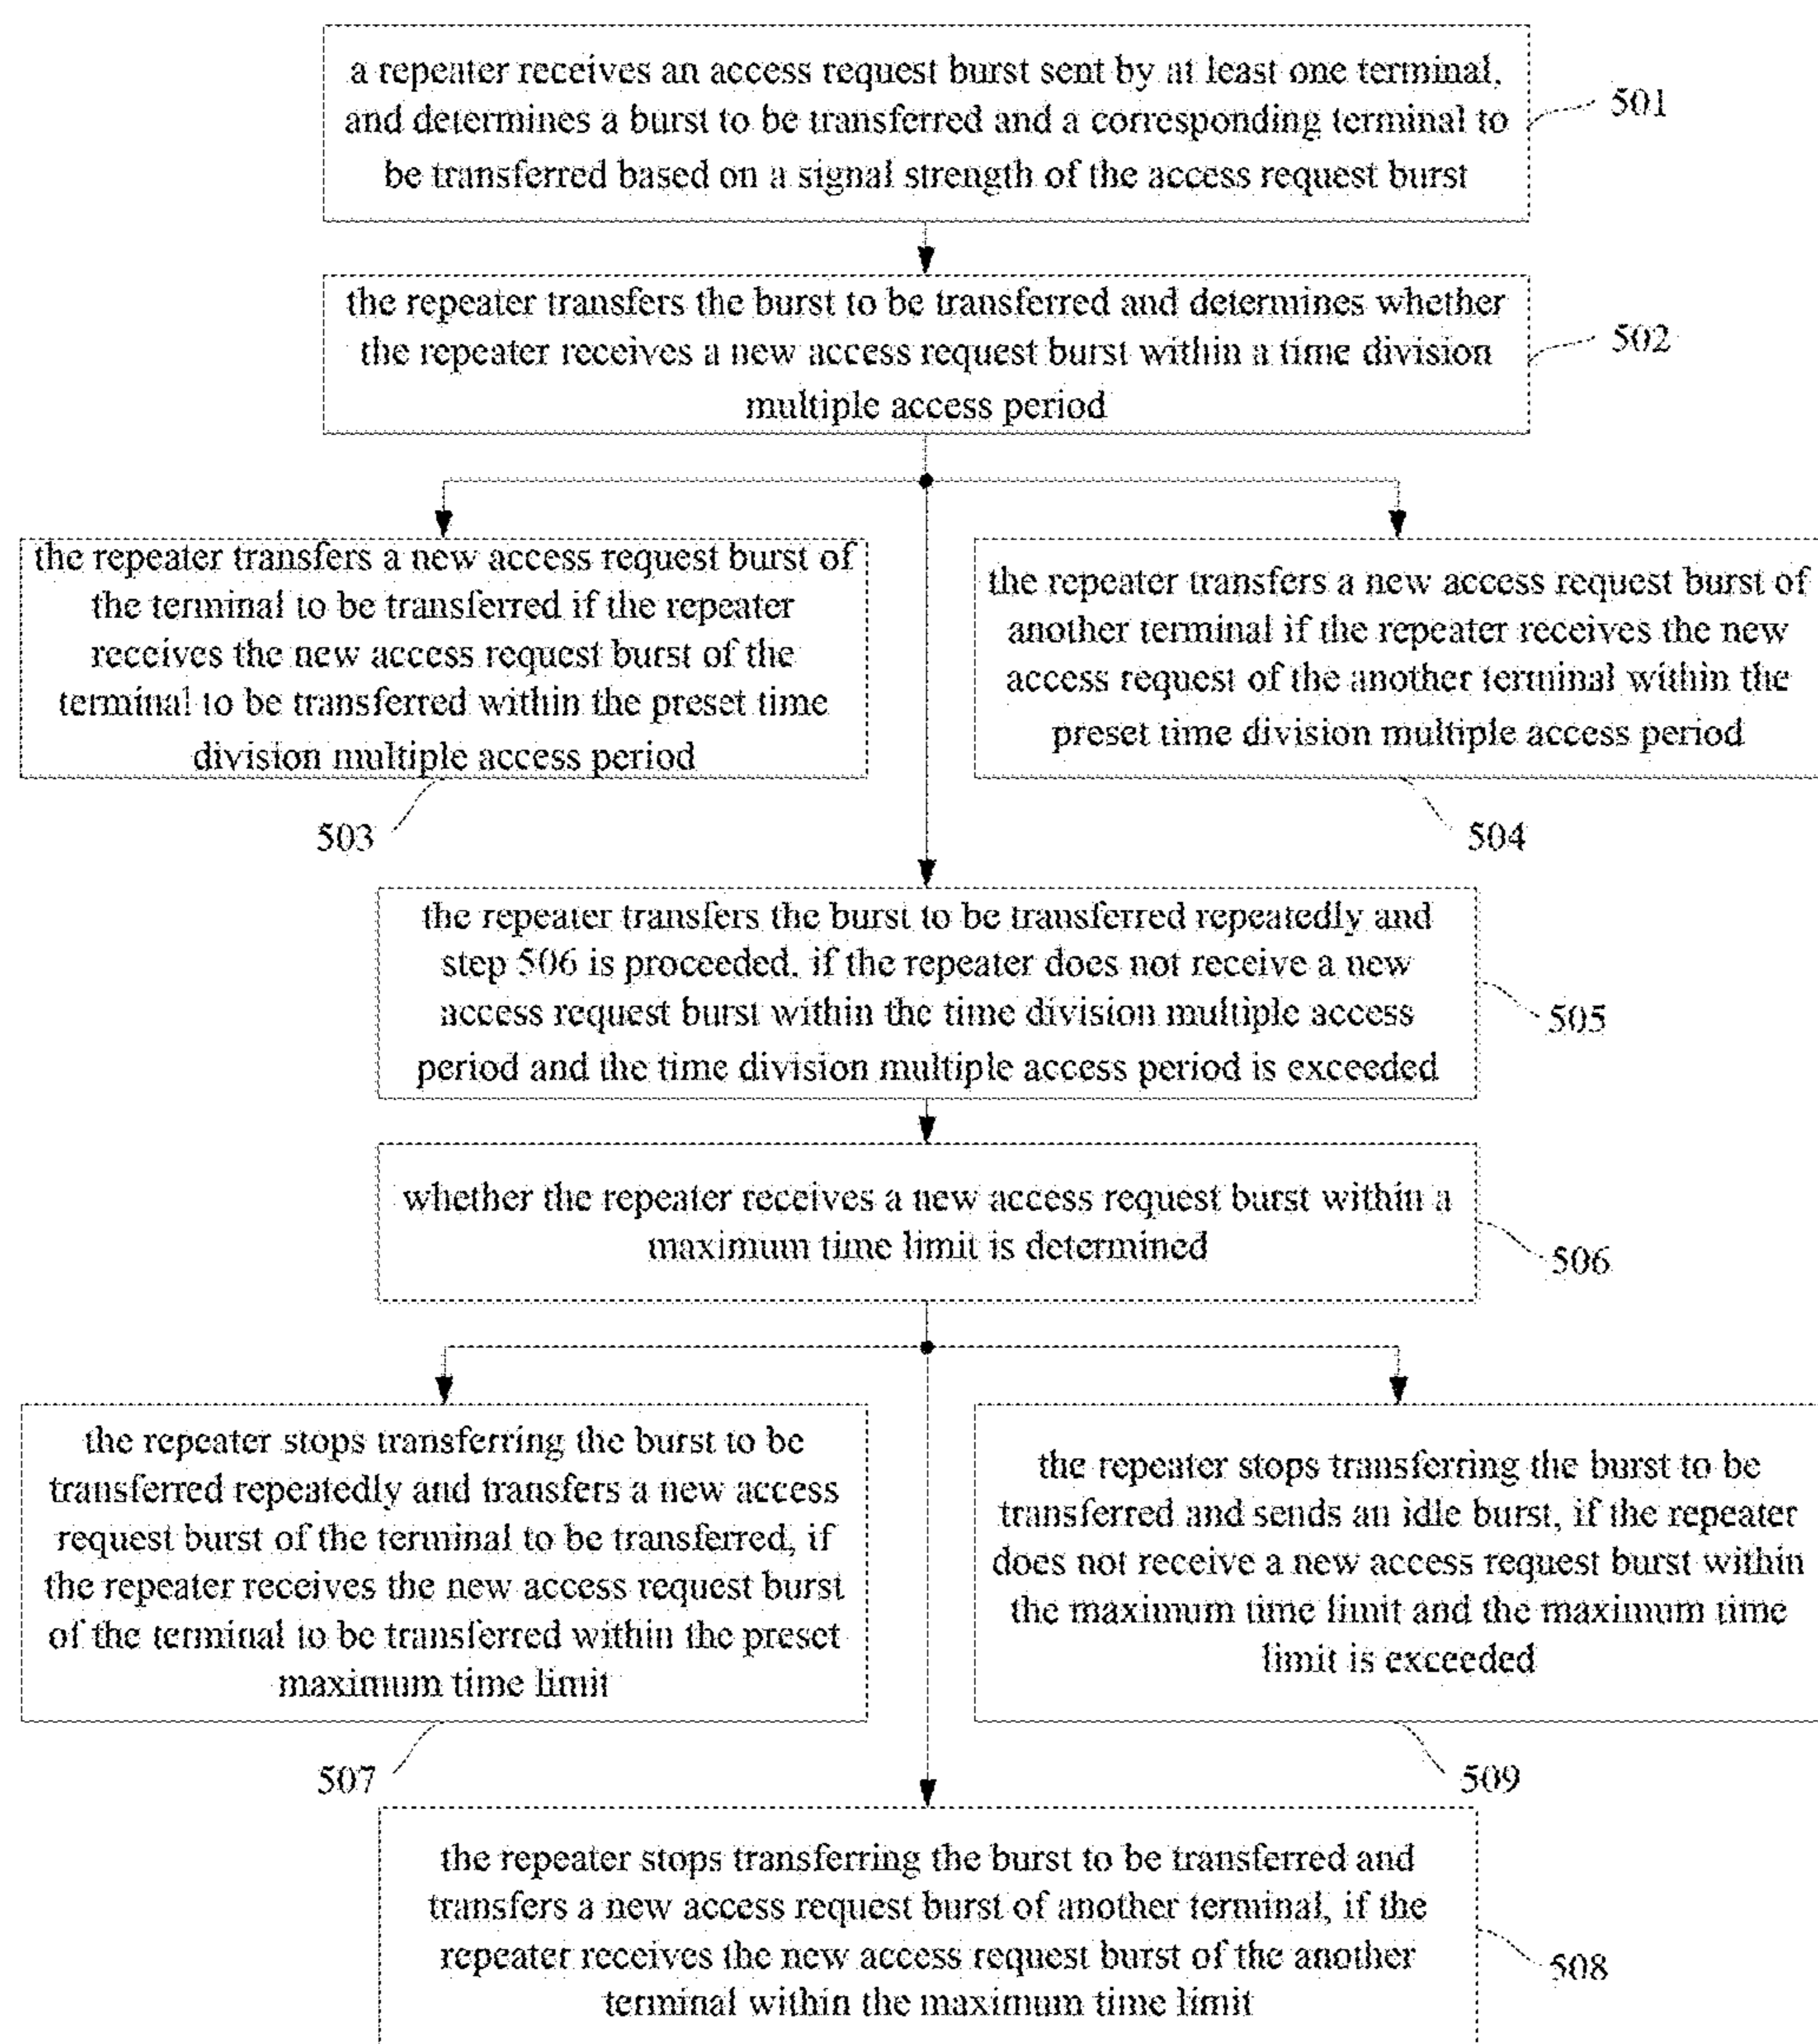 a repeater receives an access request burst sent by at least one terminal,
and determines a burst to be transferred and a corresponding terminal to
be transferred based on a signal strength of the access request burst
501
the repeater transfers the burst to be transferred and determines whether
the repeater receives a new access request burst within a time division
multiple access period
502
the repeater transfers a new access request burst of
the terminal to be transferred if the repeater
receives the new access request burst of the
terminal to be transferred within the preset time
division multiple access period
503
the repeater transfers a new access request burst of
another terminal if the repeater receives the new
access request of the another terminal within the
preset time division multiple access period
504
the repeater transfers the burst to be transferred repeatedly and
step 506 is proceeded, if the repeater does not receive a new
access request burst within the time division multiple access
period and the time division multiple access period is exceeded
505
whether the repeater receives a new access request burst within a
maximum time limit is determined
506
the repeater stops transferring the burst to be
transferred repeatedly and transfers a new access
request burst of the terminal to be transferred, if
the repeater receives the new access request burst
of the terminal to be transferred within the preset
maximum time limit
507
the repeater stops transferring the burst to be
transferred and sends an idle burst, if the repeater
does not receive a new access request burst within
the maximum time limit and the maximum time
limit is exceeded
509
the repeater stops transferring the burst to be transferred and
transfers a new access request burst of another terminal, if the
repeater receives the new access request burst of the another
terminal within the maximum time limit
508